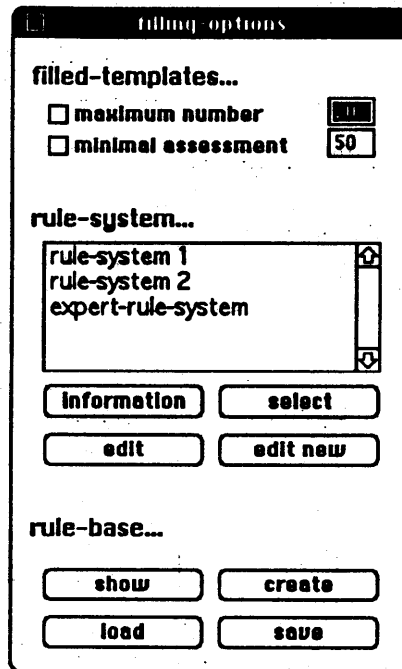 filling-options
filled-templates...
maximum number
minimal assessment 50
rule-system...
rule-system 1
rule-system 2
expert-rule-system
information select
edit edit new
rule-base...
show create
load save